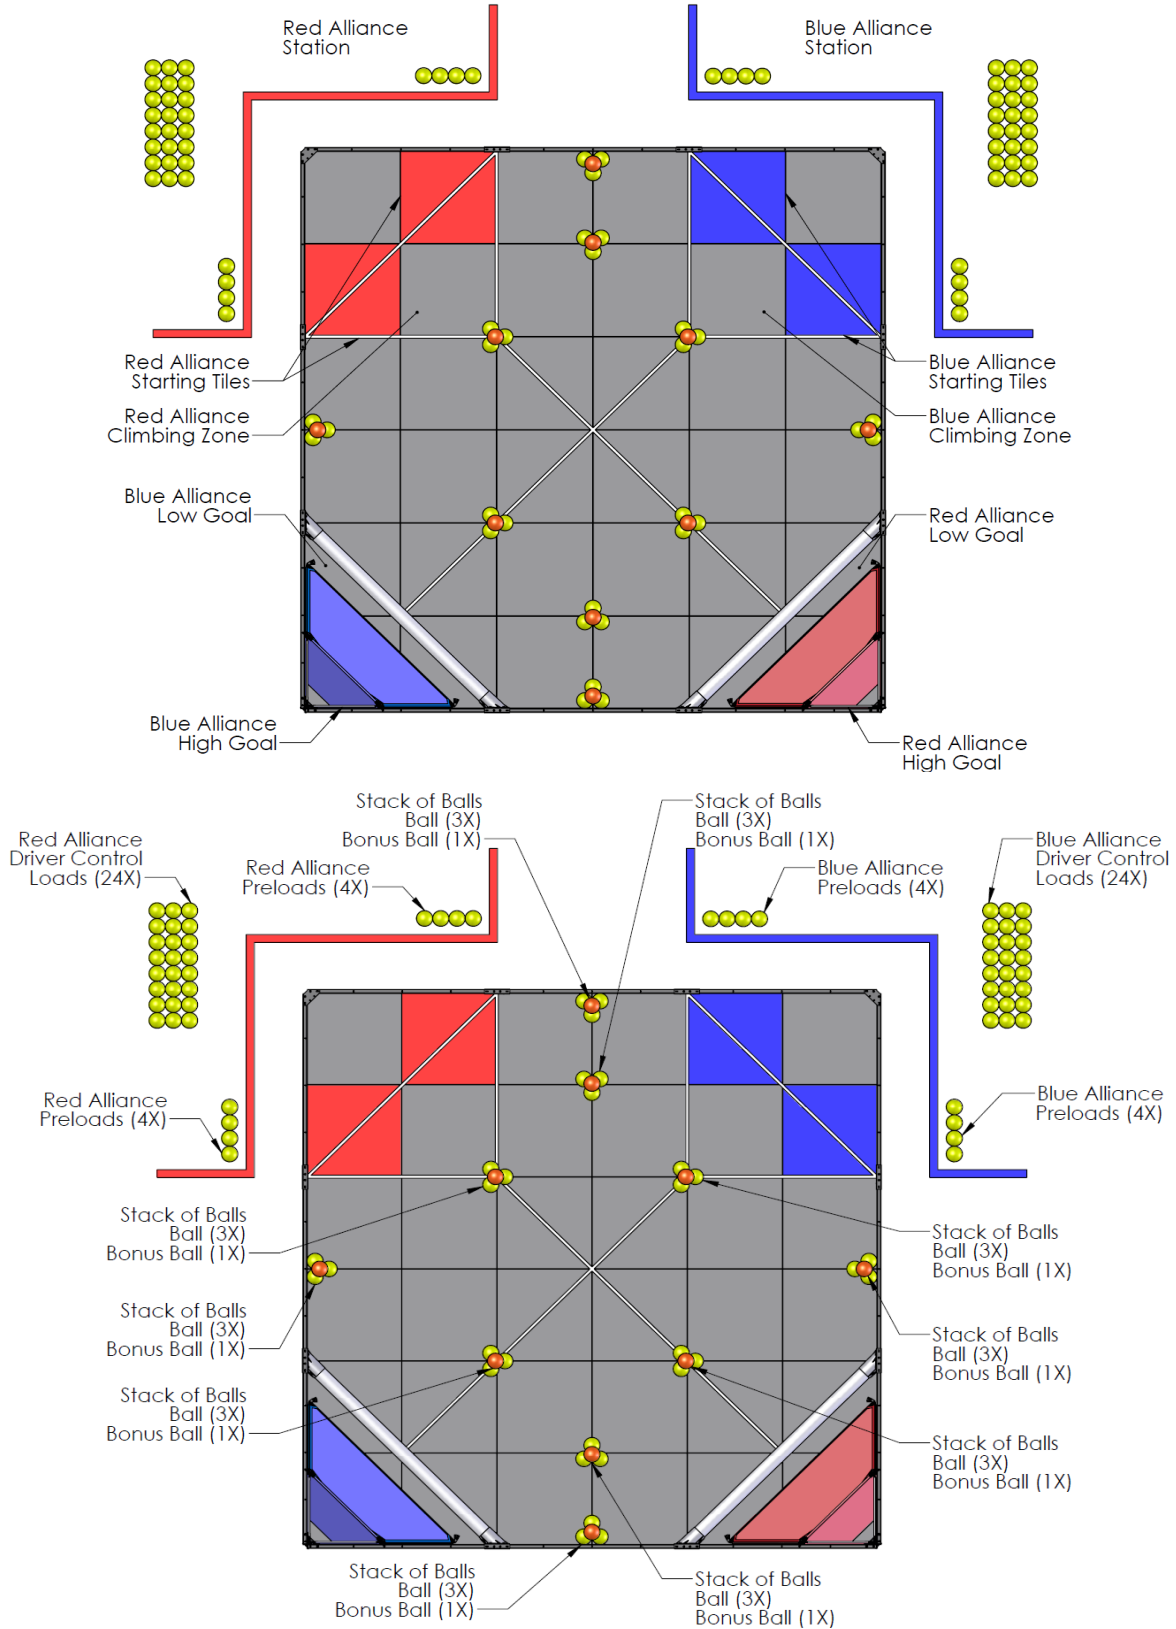 Red Alliance
Station
Blue Alliance
Station
Red Alliance
Starting Tiles
Blue Alliance
Starting Tiles
Red Alliance
Climbing Zone
Blue Alliance
Climbing Zone
Blue Alliance
Low Goal
Red Alliance
Low Goal
Blue Alliance
High Goal
Red Alliance
High Goal
Stack of Balls
Ball (3X)
Bonus Ball (1X)
Stack of Balls
Ball (3X)
Bonus Ball (1X)
Red Alliance
Driver Control
Loads (24X)
Red Alliance
Preloads (4X)
Blue Alliance
Preloads (4X)
Blue Alliance
Driver Control
Loads (24X)
Red Alliance
Preloads (4X)
Blue Alliance
Preloads (4X)
Stack of Balls
Ball (3X)
Bonus Ball (1X)
Stack of Balls
Ball (3X)
Bonus Ball (1X)
Stack of Balls
Ball (3X)
Bonus Ball (1X)
Stack of Balls
Ball (3X)
Bonus Ball (1X)
Stack of Balls
Ball (3X)
Bonus Ball (1X)
Stack of Balls
Ball (3X)
Bonus Ball (1X)
Stack of Balls
Ball (3X)
Bonus Ball (1X)
Stack of Balls
Ball (3X)
Bonus Ball (1X)